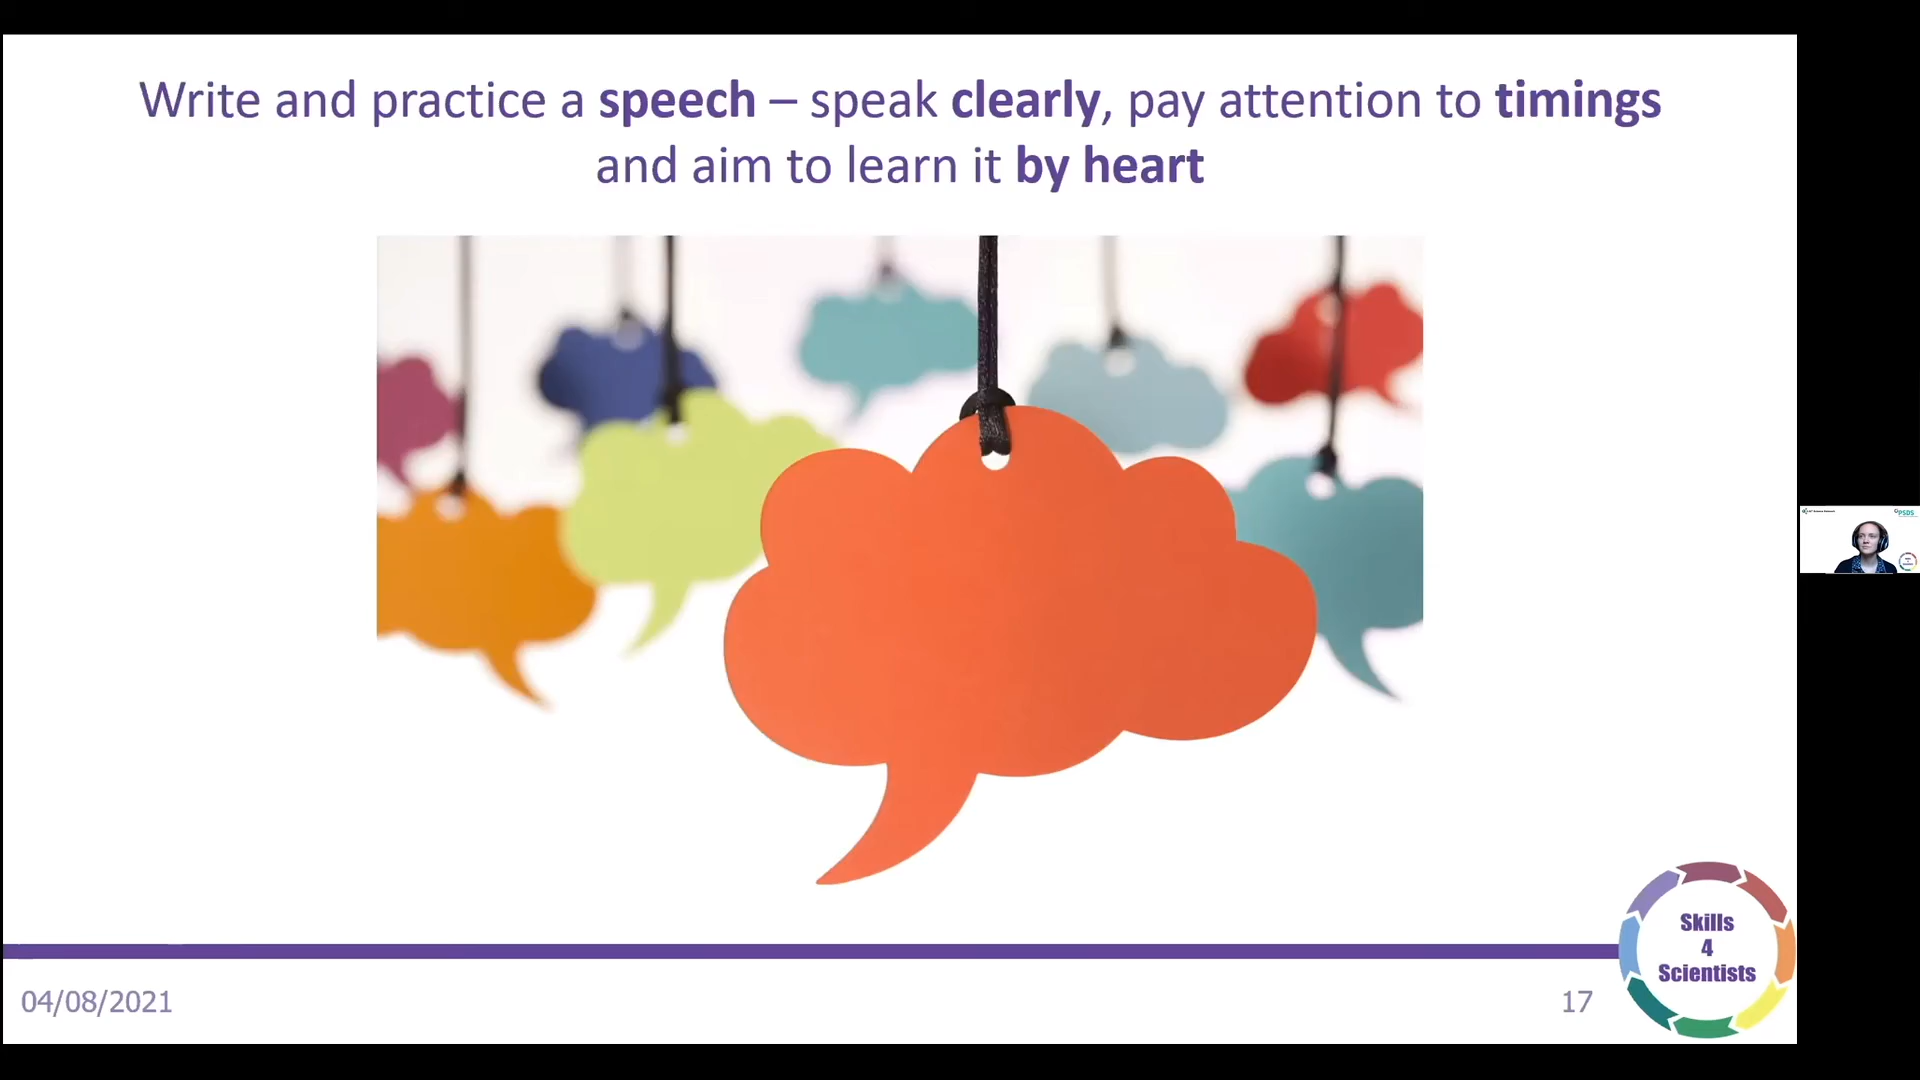 Write and practice a speech – speak clearly, pay attention to timings
and aim to learn it by heart
PSDS
Skills
4
Scientists
04/08/2021
17